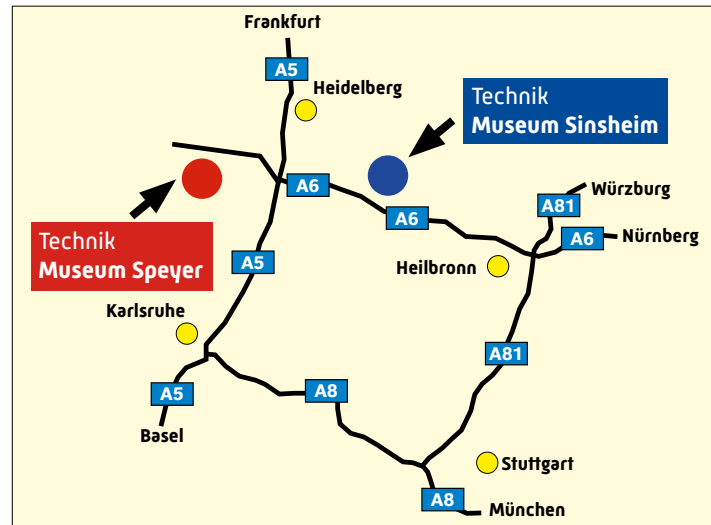 Frankfurt
A5
Heidelberg
Technik
Museum Sinsheim
A6
Würzburg
A81
A6
Nürnberg
A6
Technik
Museum Speyer
A5
Heilbronn
Karlsruhe
A81
A5
A8
Basel
Stuttgart
A8
München